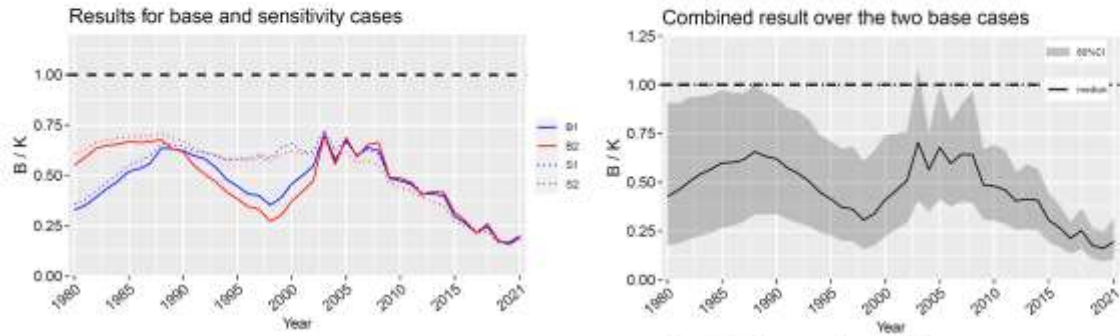 Results for base and sensitivity cases
B / K
1.00
0.75
0.50
0.25
0.00
1980
1985
1990
1995
2000
2005
2010
2015
2021
Year
B1
B2
S1
S2
Combined result over the two base cases
B / K
1.25
1.00
0.75
0.50
0.25
0.00
1980
1985
1990
1995
2000
2005
2010
2015
2021
Year
median